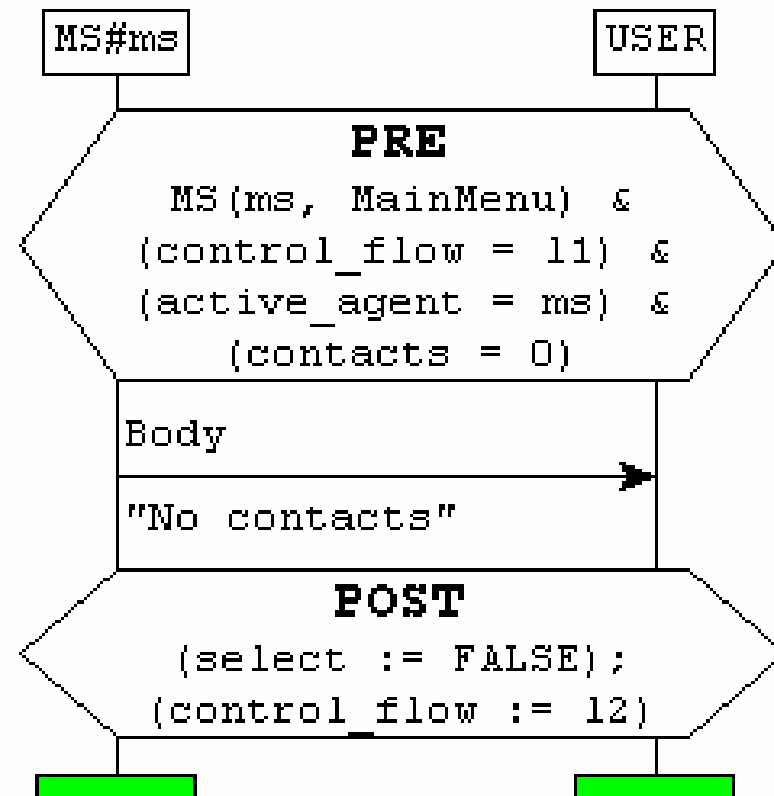 MS#ms
USER
PRE
MS(ms, MainMenu) &
(control_flow = l1) &
(active_agent = ms) &
(contacts = 0)
Body
"No contacts"
POST
(select := FALSE);
(control_flow := l2)